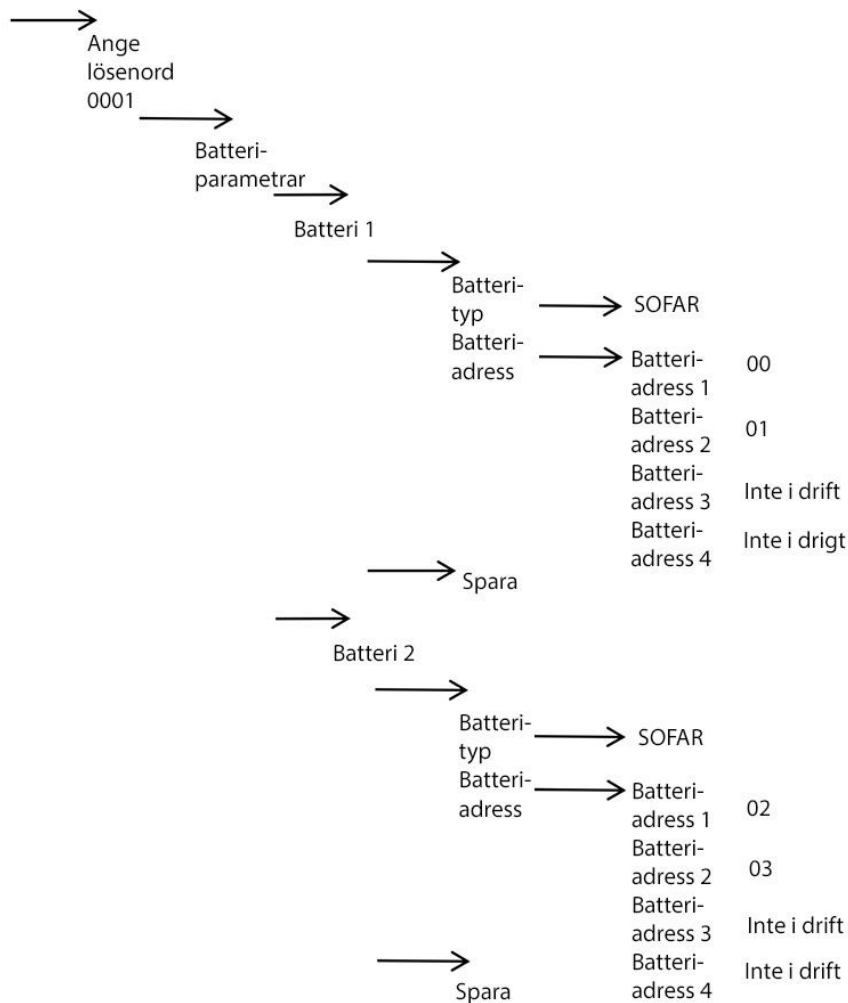 Ange
lösenord
0001
Batteri-
parametrar
Batteri 1
Batteri-
typ
SOFAR
Batteri-
adress
Batteri-
adress 1
00
Batteri-
adress 2
01
Batteri-
adress 3
Inte i drift
Batteri-
adress 4
Inte i drigt
Spara
Batteri 2
Batteri-
typ
SOFAR
Batteri-
adress
Batteri-
adress 1
02
Batteri-
adress 2
03
Batteri-
adress 3
Inte i drift
Batteri-
adress 4
Inte i drift
Spara